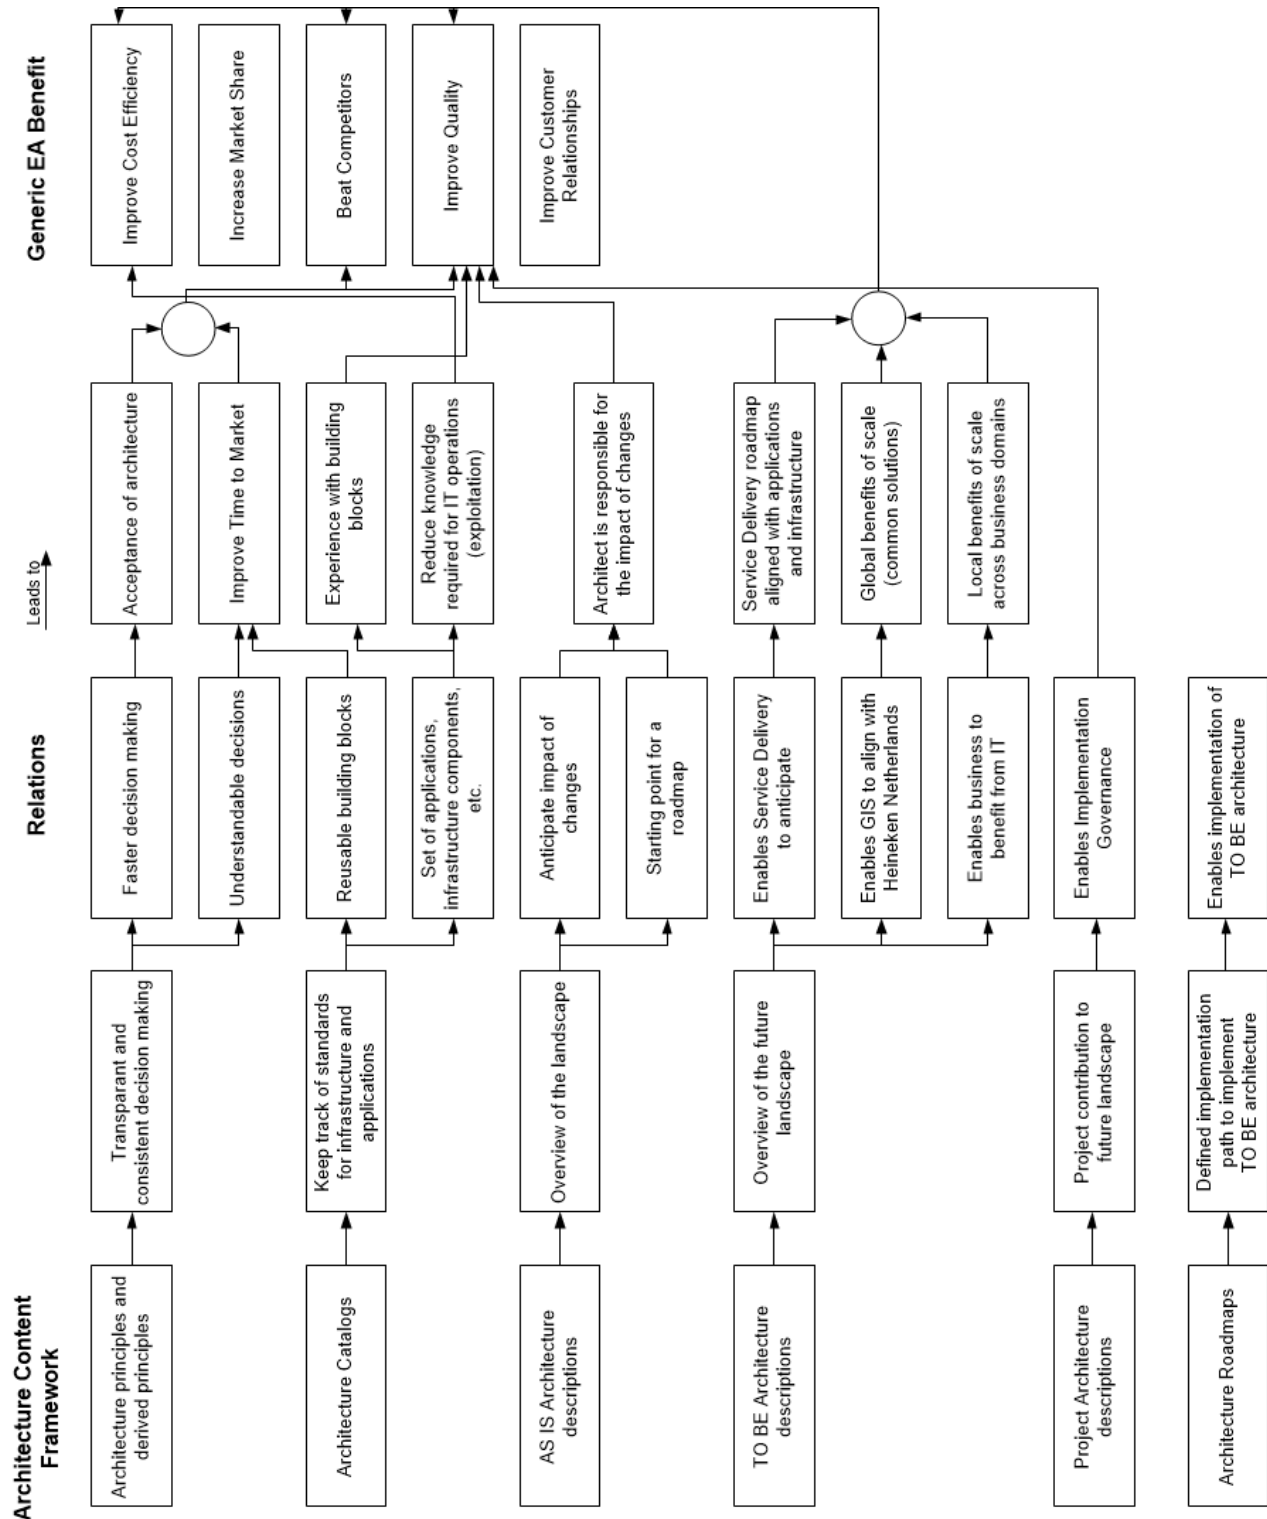 Architecture Content
Framework
Relations
Leads to
Generic EA Benefit
Architecture principles and
derived principles
Transparant and
consistent decision making
Faster decision making
Acceptance of architecture
Improve Cost Efficiency
Understandable decisions
Improve Time to Market
Increase Market Share
Architecture Catalogs
Keep track of standards
for infrastructure and
applications
Reusable building blocks
Experience with building
blocks
Beat Competitors
Set of applications,
infrastructure components,
etc.
Reduce knowledge
required for IT operations
(exploitation)
Improve Quality
AS IS Architecture
descriptions
Overview of the landscape
Anticipate impact of
changes
Architect is responsible for
the impact of changes
Improve Customer
Relationships
Starting point for a
roadmap
TO BE Architecture
descriptions
Overview of the future
landscape
Enables Service Delivery
to anticipate
Service Delivery roadmap
aligned with applications
and infrastructure
Enables GIS to align with
Heineken Netherlands
Global benefits of scale
(common solutions)
Enables business to
benefit from IT
Local benefits of scale
across business domains
Project Architecture
descriptions
Project contribution to
future landscape
Enables Implementation
Governance
Architecture Roadmaps
Defined implementation
path to implement
TO BE architecture
Enables implementation of
TO BE architecture